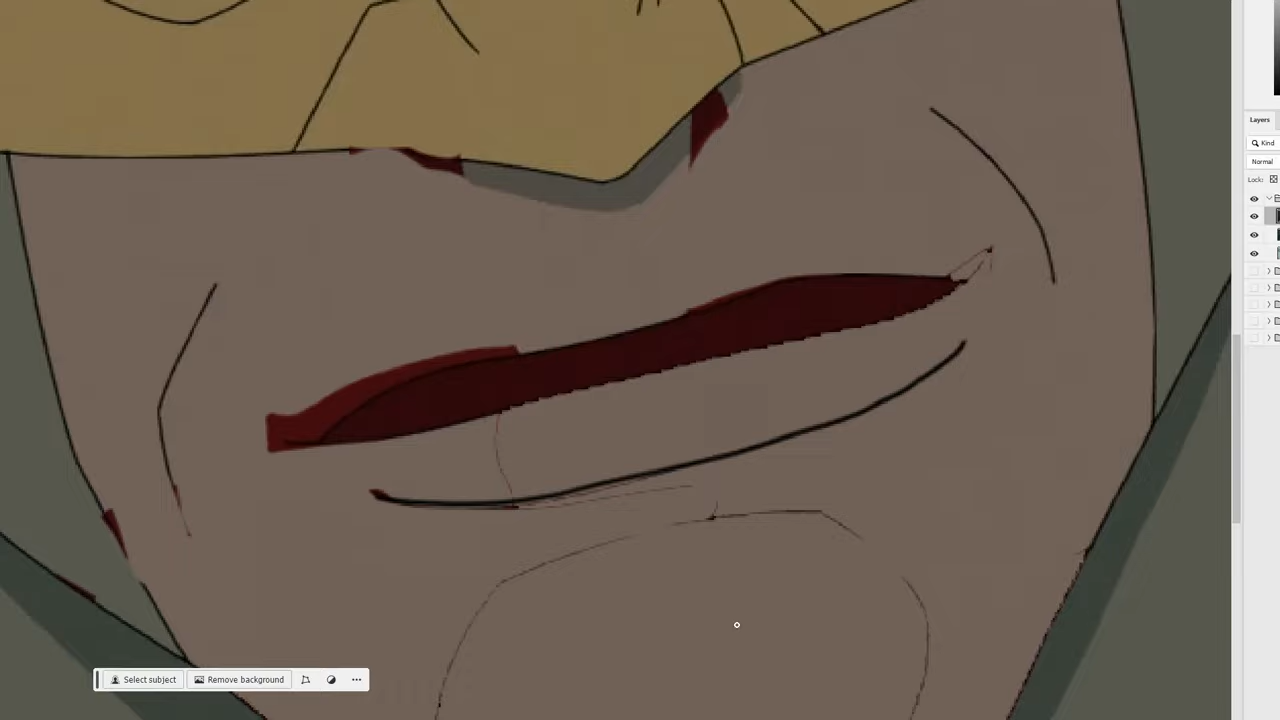 Layers
Kind
Normal
Lock:
Select subject
Remove background